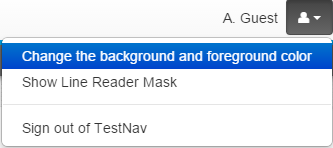 A. Guest
Change the background and foreground color
Show Line Reader Mask
Sign out of TestNav